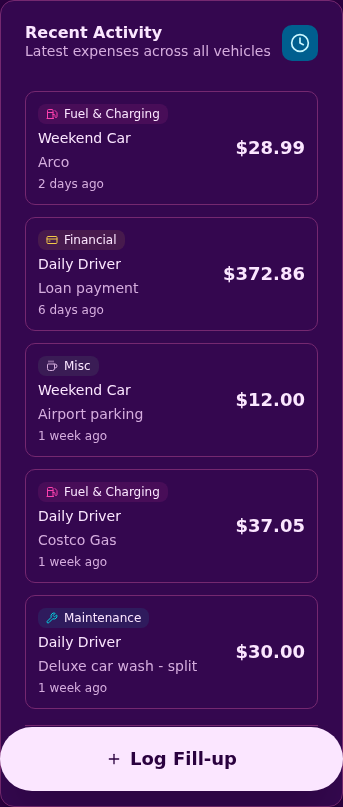 Recent Activity
Latest expenses across all vehicles
Fuel & Charging
Weekend Car
Arco
2 days ago
$28.99
Financial
Daily Driver
Loan payment
6 days ago
$372.86
Misc
Weekend Car
Airport parking
1 week ago
$12.00
Fuel & Charging
Daily Driver
Costco Gas
1 week ago
$37.05
Maintenance
Daily Driver
Deluxe car wash - split
1 week ago
$30.00
+ Log Fill-up